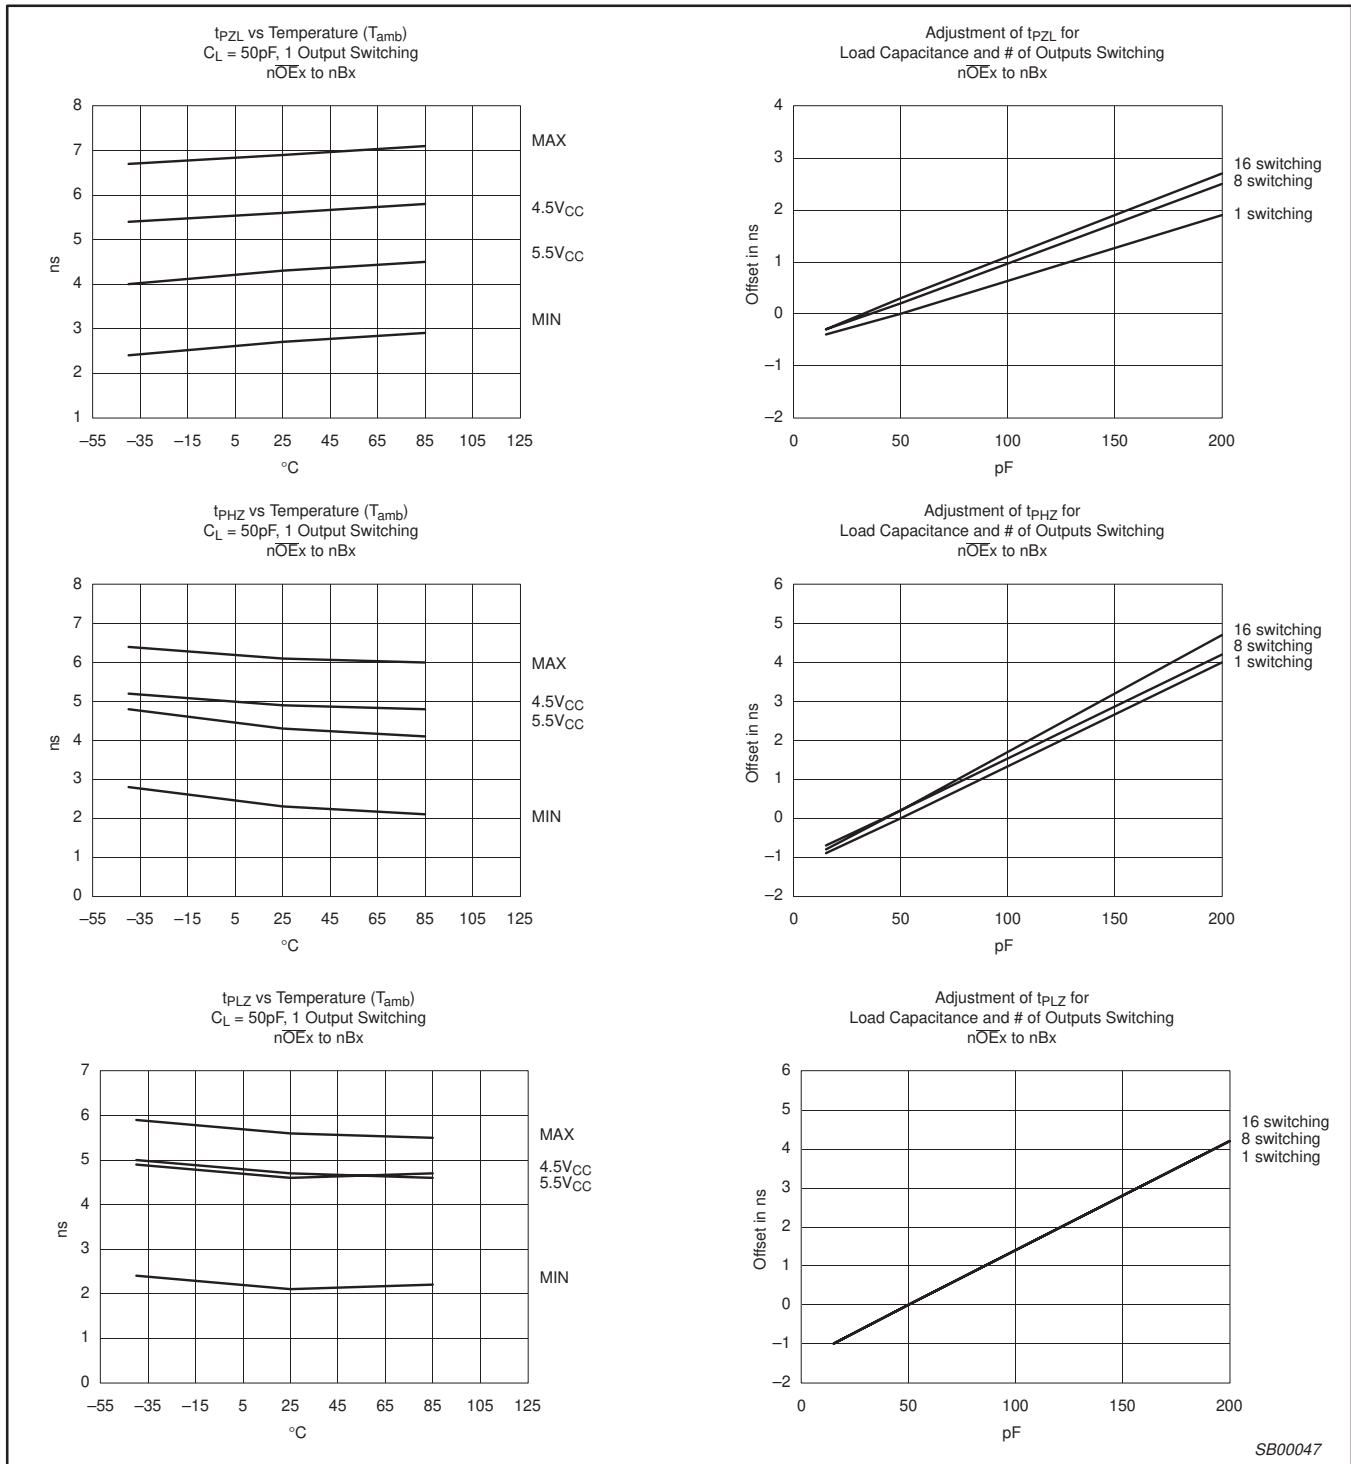 tPZL vs Temperature (Tamb)
CL = 50pF, 1 Output Switching
nOEx to nBx
8
7
6
5
4
3
2
1
ns
MAX
4.5VCC
5.5VCC
MIN
–55 –35 –15 5 25 45 65 85 105 125
°C
Adjustment of tPZL for
Load Capacitance and # of Outputs Switching
nOEx to nBx
4
3
2
1
0
–1
–2
Offset in ns
16 switching
8 switching
1 switching
0 50 100 150 200
pF
tPHZ vs Temperature (Tamb)
CL = 50pF, 1 Output Switching
nOEx to nBx
8
7
6
5
4
3
2
1
0
ns
MAX
4.5VCC
5.5VCC
MIN
–55 –35 –15 5 25 45 65 85 105 125
°C
Adjustment of tPHZ for
Load Capacitance and # of Outputs Switching
nOEx to nBx
6
5
4
3
2
1
0
–1
–2
Offset in ns
16 switching
8 switching
1 switching
0 50 100 150 200
pF
tPLZ vs Temperature (Tamb)
CL = 50pF, 1 Output Switching
nOEx to nBx
7
6
5
4
3
2
1
0
ns
MAX
4.5VCC
5.5VCC
MIN
–55 –35 –15 5 25 45 65 85 105 125
°C
Adjustment of tPLZ for
Load Capacitance and # of Outputs Switching
nOEx to nBx
6
5
4
3
2
1
0
–1
–2
Offset in ns
16 switching
8 switching
1 switching
0 50 100 150 200
pF
SB00047